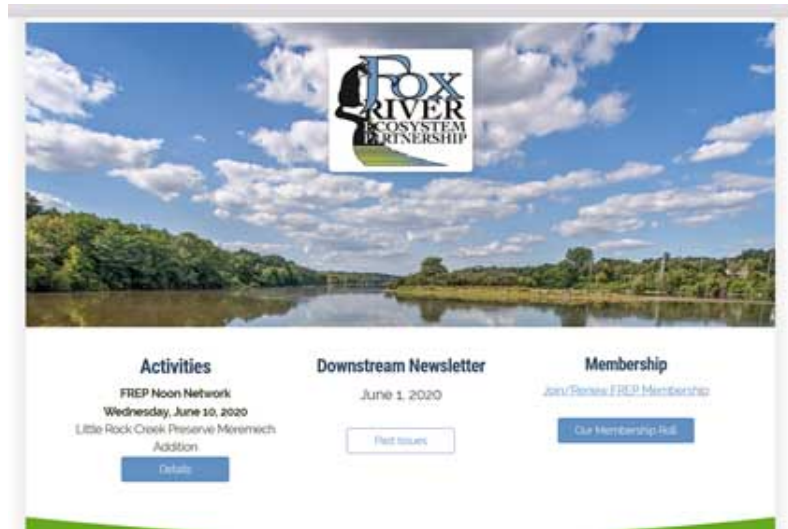 Fox
RIVER
ECOSYSTEM
PARTNERSHIP
Activities
FREP Noon Network
Wednesday, June 10, 2020
Little Rock Creek Preserve Meremech
Addition
Details
Downstream Newsletter
June 1, 2020
Past Issues
Membership
Join/Renew FREP Membership
Our Membership Roll